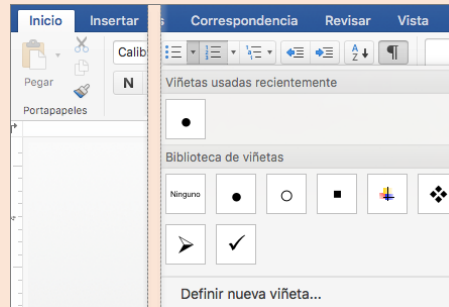 Inicio Insertar s Correspondencia Revisar Vista
Calib
Pegar N
Portapapeles
Viñetas usadas recientemente
Biblioteca de viñetas
Ninguno
Definir nueva viñeta...